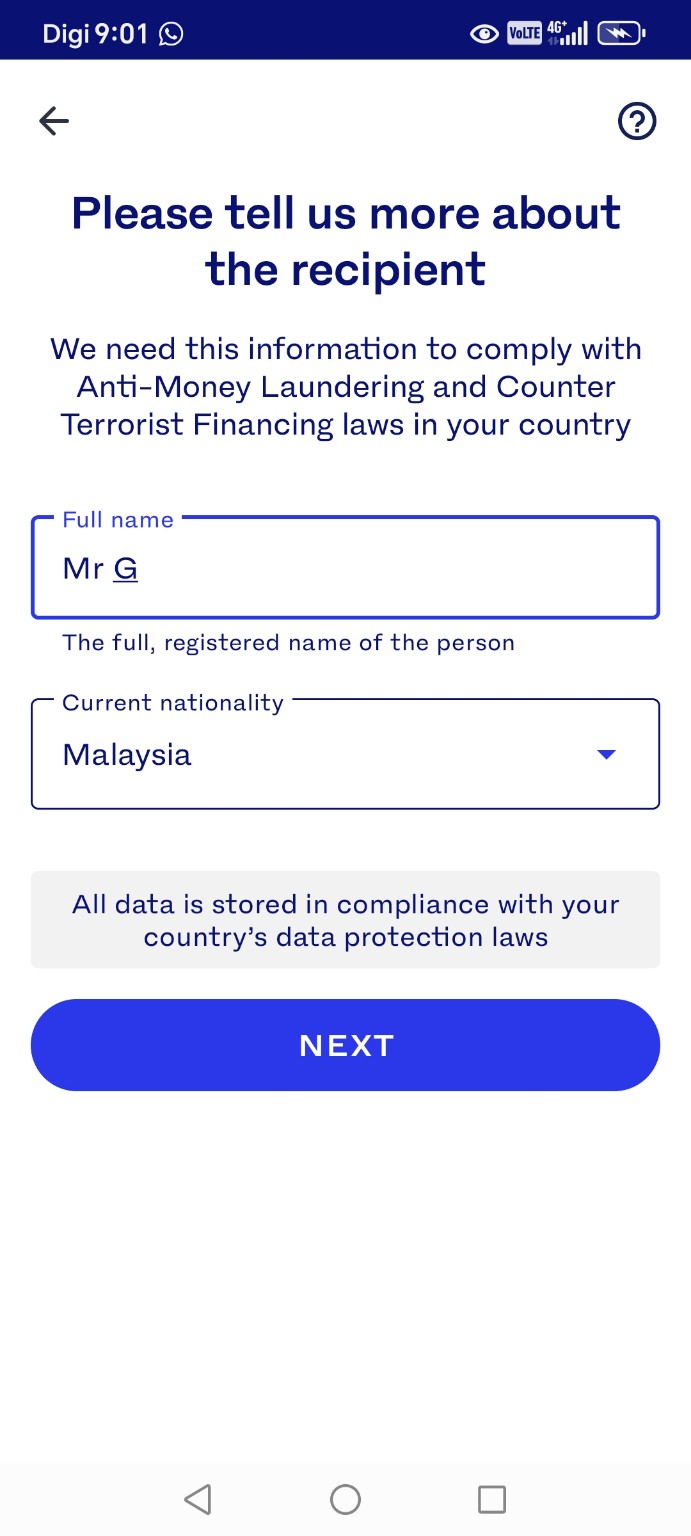 Digi 9:01 VoLTE 4G+
Please tell us more about
the recipient
We need this information to comply with
Anti-Money Laundering and Counter
Terrorist Financing laws in your country
Full name
Mr G
The full, registered name of the person
Current nationality
Malaysia
All data is stored in compliance with your
country’s data protection laws
NEXT